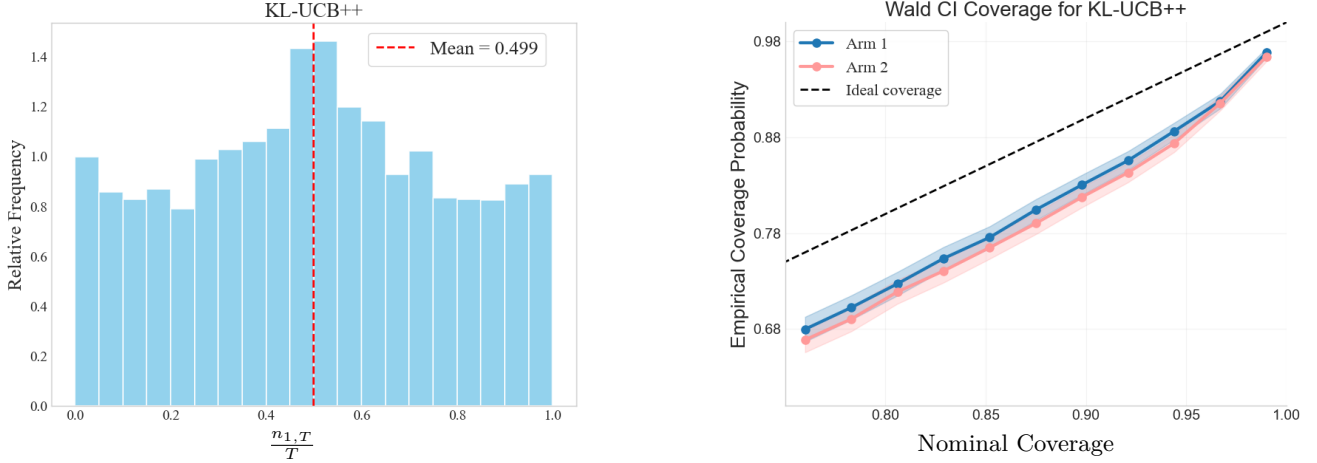 KL-UCB++
Mean = 0.499
Relative Frequency
1.4
1.2
1.0
0.8
0.6
0.4
0.2
0.0
0.0 0.2 0.4 0.6 0.8 1.0
n_{1,T}
T
Wald CI Coverage for KL-UCB++
Arm 1
Arm 2
Ideal coverage
Empirical Coverage Probability
0.98
0.88
0.78
0.68
0.80 0.85 0.90 0.95 1.00
Nominal Coverage